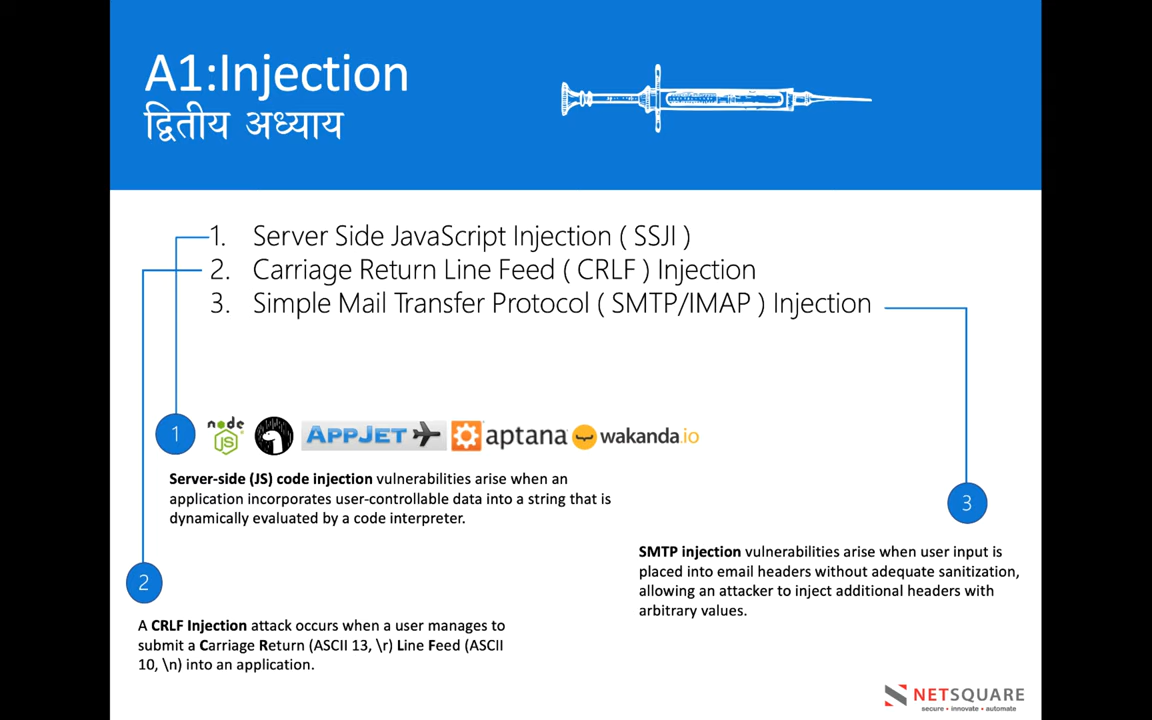 A1:Injection
द्वितीय अध्याय
1. Server Side JavaScript Injection ( SSJI )
2. Carriage Return Line Feed ( CRLF ) Injection
3. Simple Mail Transfer Protocol ( SMTP/IMAP ) Injection
1
node
JS
APPJET
aptana
wakanda.io
Server-side (JS) code injection vulnerabilities arise when an
application incorporates user-controllable data into a string that is
dynamically evaluated by a code interpreter.
3
SMTP injection vulnerabilities arise when user input is
placed into email headers without adequate sanitization,
allowing an attacker to inject additional headers with
arbitrary values.
2
A CRLF Injection attack occurs when a user manages to
submit a Carriage Return (ASCII 13, \r) Line Feed (ASCII
10, \n) into an application.
NETSQUARE
secure • innovate • automate